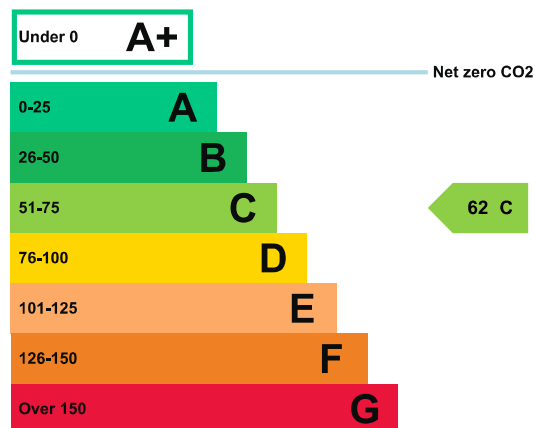 Under 0 A+
Net zero CO2
0-25 A
26-50 B
51-75 C
62 C
76-100 D
101-125 E
126-150 F
Over 150 G